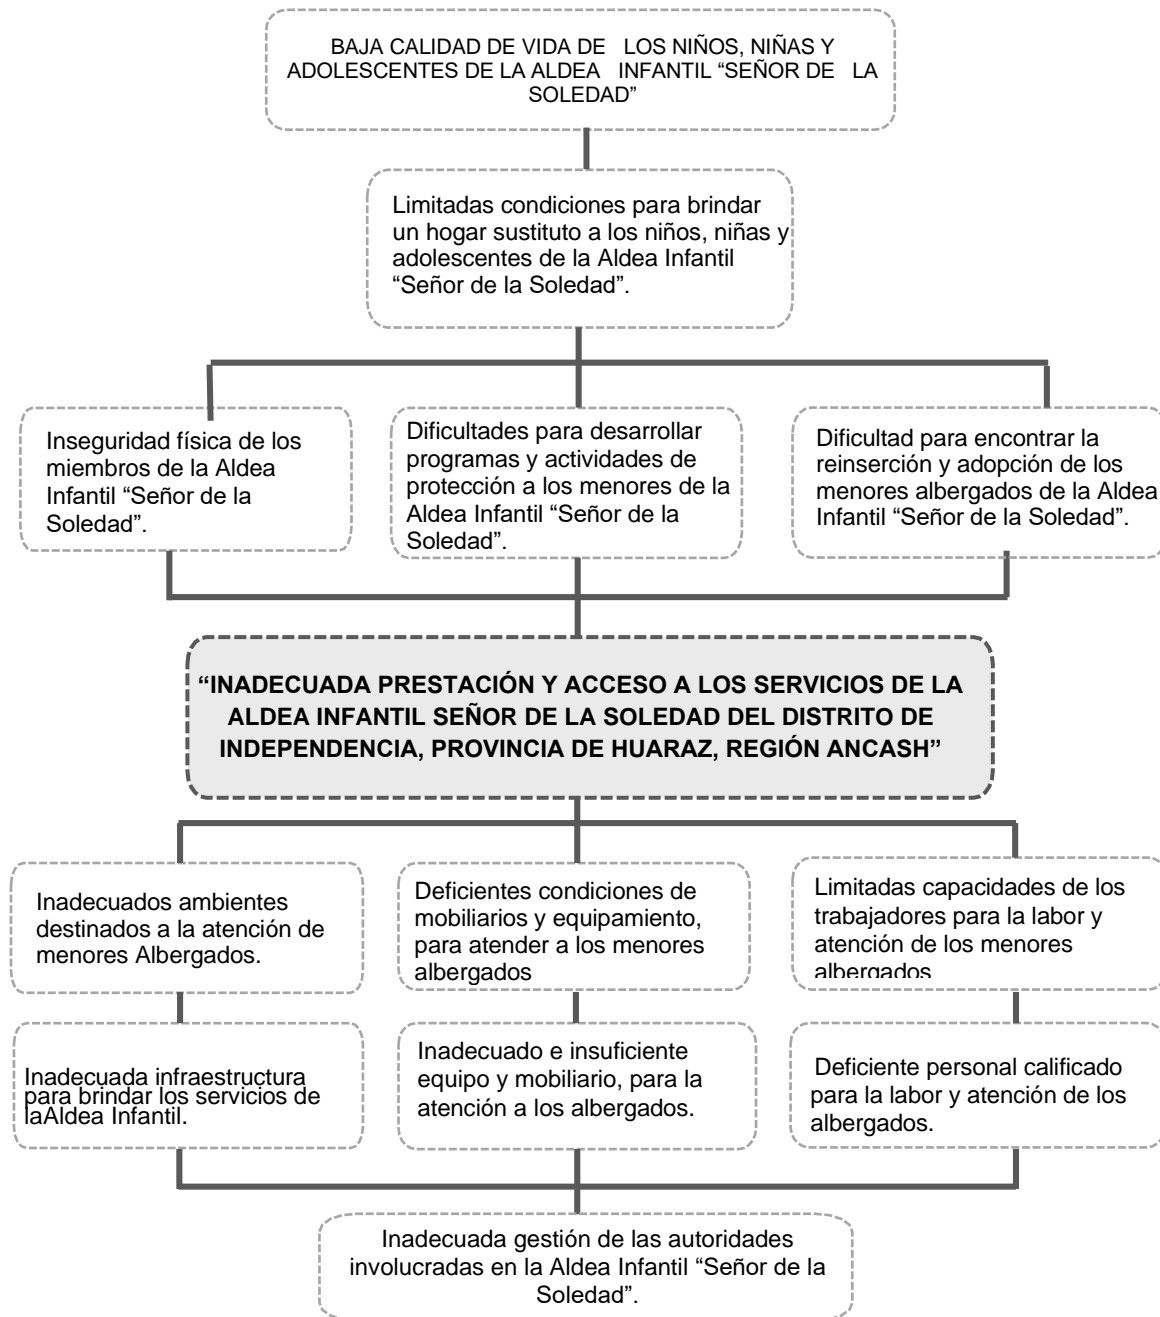 BAJA CALIDAD DE VIDA DE LOS NIÑOS, NIÑAS Y
ADOLESCENTES DE LA ALDEA INFANTIL “SEÑOR DE LA
SOLEDAD”
Limitadas condiciones para brindar
un hogar sustituto a los niños, niñas y
adolescentes de la Aldea Infantil
“Señor de la Soledad”.
Inseguridad física de los
miembros de la Aldea
Infantil “Señor de la
Soledad”.
Dificultades para desarrollar
programas y actividades de
protección a los menores de la
Aldea Infantil “Señor de la
Soledad”.
Dificultad para encontrar la
reinserción y adopción de los
menores albergados de la Aldea
Infantil “Señor de la Soledad”.
“INADECUADA PRESTACIÓN Y ACCESO A LOS SERVICIOS DE LA
ALDEA INFANTIL SEÑOR DE LA SOLEDAD DEL DISTRITO DE
INDEPENDENCIA, PROVINCIA DE HUARAZ, REGIÓN ANCASH”
Inadecuados ambientes
destinados a la atención de
menores Albergados.
Deficientes condiciones de
mobiliarios y equipamiento,
para atender a los menores
albergados
Limitadas capacidades de los
trabajadores para la labor y
atención de los menores
albergados
Inadecuada infraestructura
para brindar los servicios de
laAldea Infantil.
Inadecuado e insuficiente
equipo y mobiliario, para la
atención a los albergados.
Deficiente personal calificado
para la labor y atención de los
albergados.
Inadecuada gestión de las autoridades
involucradas en la Aldea Infantil “Señor de la
Soledad”.